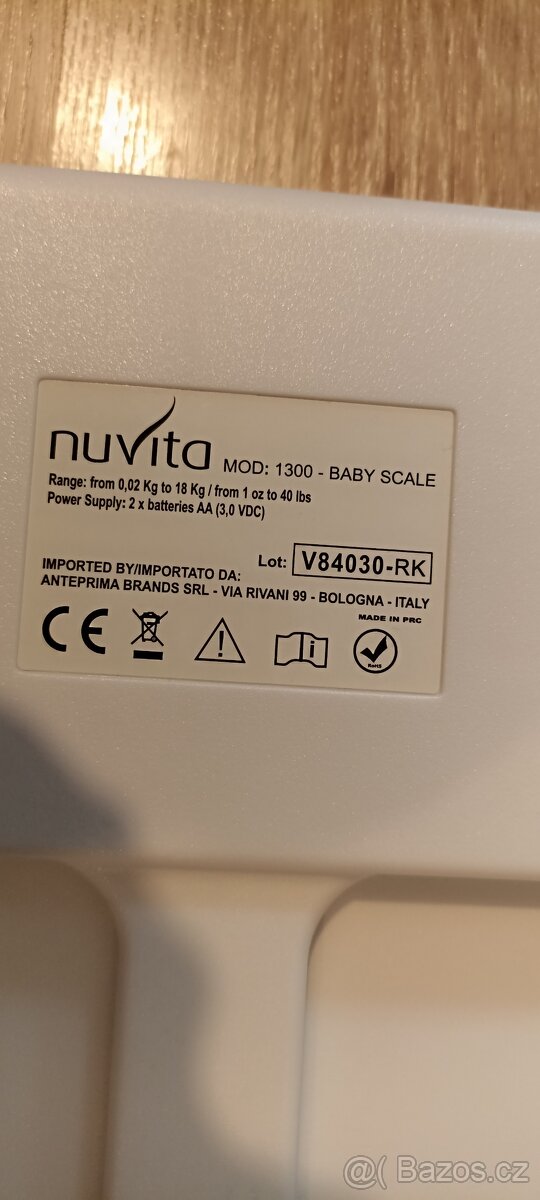 nuvita MOD: 1300 - BABY SCALE
Range: from 0,02 Kg to 18 Kg / from 1 oz to 40 lbs
Power Supply: 2 x batteries AA (3,0 VDC)
Lot: V84030-RK
IMPORTED BY/IMPORTATO DA:
ANTEPRIMA BRANDS SRL - VIA RIVANI 99 - BOLOGNA - ITALY
MADE IN PRC
CE
i
RoHS
Bazos.cz